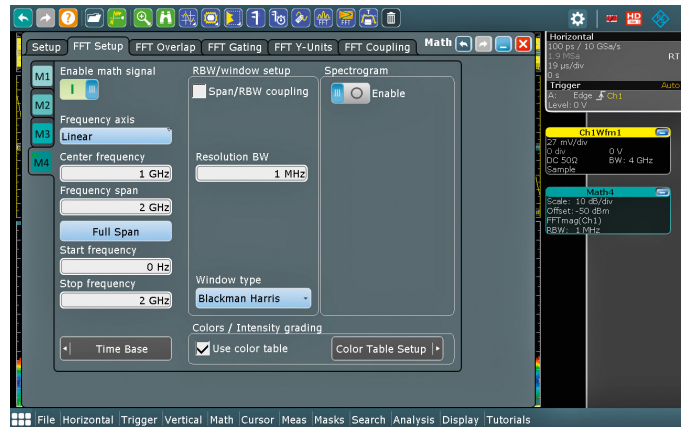 HD
Setup FFT Setup FFT Overlap FFT Gating FFT Y-Units FFT Coupling Math
M1
M2
M3
M4
Enable math signal
I
Frequency axis
Linear
Center frequency
1 GHz
Frequency span
2 GHz
Full Span
Start frequency
0 Hz
Stop frequency
2 GHz
Time Base
RBW/window setup
Span/RBW coupling
Resolution BW
1 MHz
Window type
Blackman Harris
Colors / Intensity grading
Use color table
Color Table Setup
Spectrogram
Enable
Horizontal
100 ps / 10 GSa/s
1.9 MSa RT
19 µs/div
0 s
Trigger Auto
A: Edge Ch1
Level: 0 V
Ch1Wfm1
27 mV/div
0 div 0 V
DC 50Ω BW: 4 GHz
Sample
Math4
Scale: 10 dB/div
Offset: -50 dBm
FFTmag(Ch1)
RBW: 1 MHz
File Horizontal Trigger Vertical Math Cursor Meas Masks Search Analysis Display Tutorials